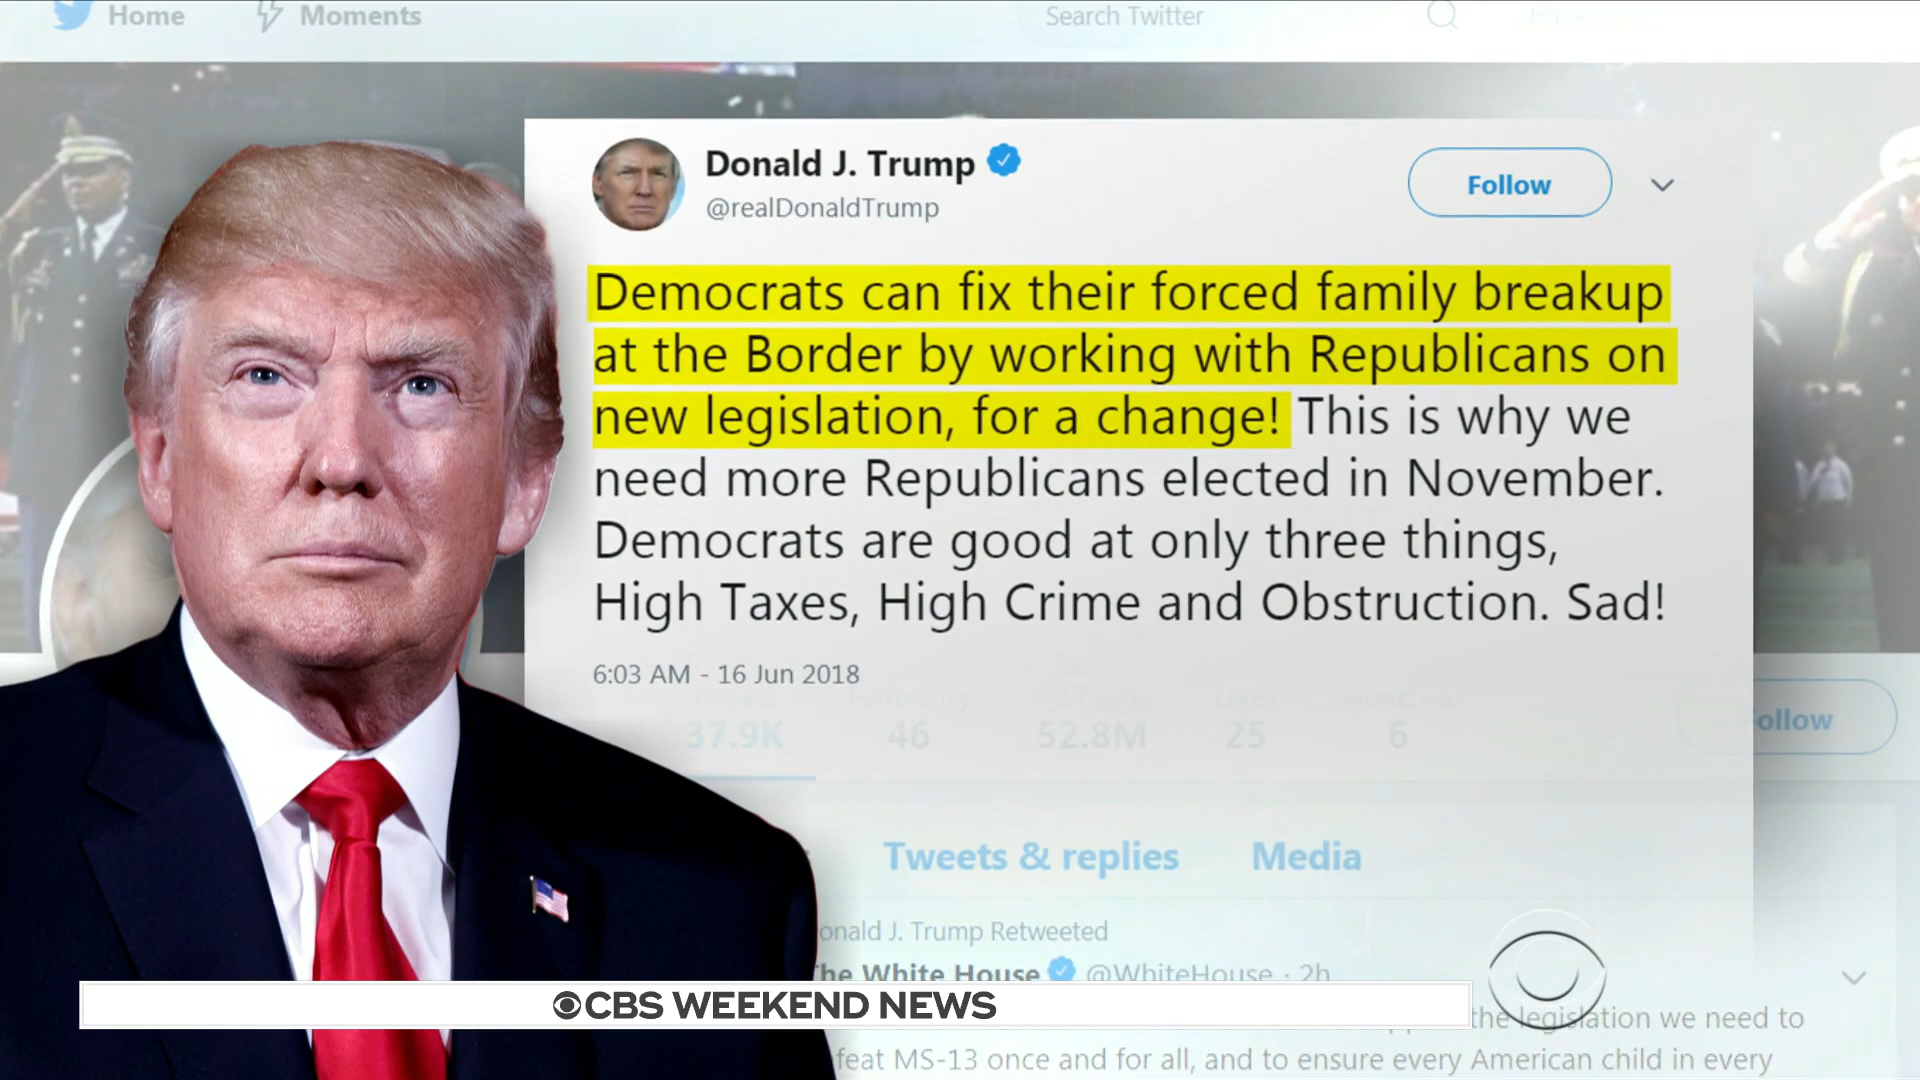 Home
Moments
Search Twitter
Donald J. Trump
@realDonaldTrump
Follow
Democrats can fix their forced family breakup
at the Border by working with Republicans on
new legislation, for a change! This is why we
need more Republicans elected in November.
Democrats are good at only three things,
High Taxes, High Crime and Obstruction. Sad!
6:03 AM - 16 Jun 2018
37.9K
46
52.8M
25
6
ollow
Tweets & replies
Media
onald J. Trump Retweeted
The White House @WhiteHouse · 2h
CBS WEEKEND NEWS
the legislation we need to
feat MS-13 once and for all, and to ensure every American child in every